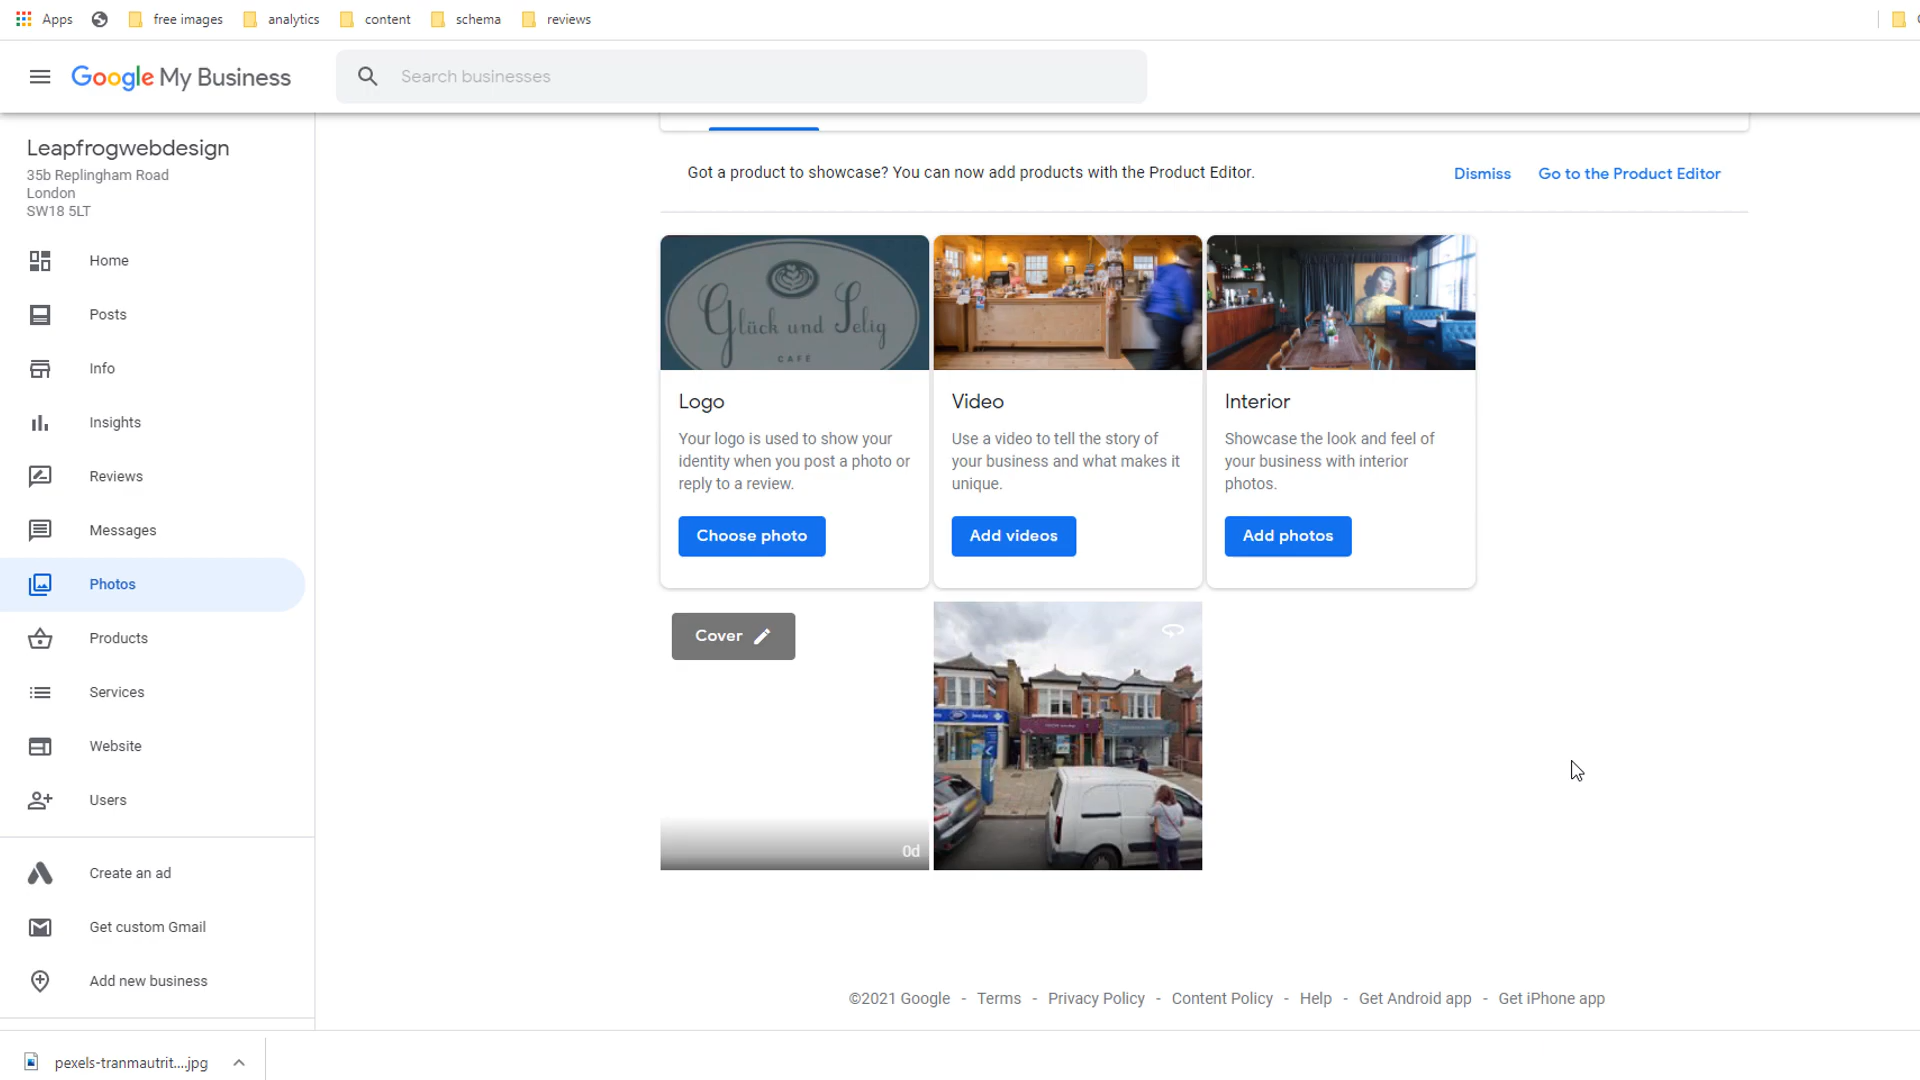 Apps
free images
analytics
content
schema
reviews
Google My Business
Search businesses
Leapfrogwebdesign
35b Replingham Road
London
SW18 5LT
Home
Posts
Info
Insights
Reviews
Messages
Photos
Products
Services
Website
Users
Create an ad
Get custom Gmail
Add new business
Got a product to showcase? You can now add products with the Product Editor.
Dismiss
Go to the Product Editor
Glück und Selig
CAFÉ
Logo
Your logo is used to show your
identity when you post a photo or
reply to a review.
Choose photo
Video
Use a video to tell the story of
your business and what makes it
unique.
Add videos
Interior
Showcase the look and feel of
your business with interior
photos.
Add photos
Cover
0d
©2021 Google - Terms - Privacy Policy - Content Policy - Help - Get Android app - Get iPhone app
pexels-tranmautrit....jpg